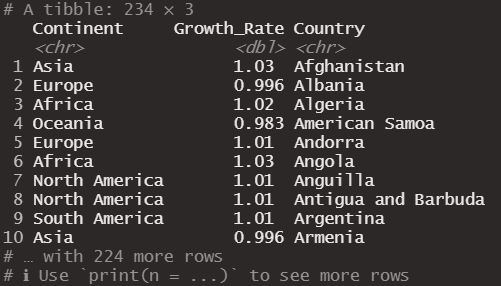 # A tibble: 234 × 3
Continent Growth_Rate Country
<chr> <dbl> <chr>
1 Asia 1.03 Afghanistan
2 Europe 0.996 Albania
3 Africa 1.02 Algeria
4 Oceania 0.983 American Samoa
5 Europe 1.01 Andorra
6 Africa 1.03 Angola
7 North America 1.01 Anguilla
8 North America 1.01 Antigua and Barbuda
9 South America 1.01 Argentina
10 Asia 0.996 Armenia
# … with 224 more rows
# ℹ Use `print(n = ...)` to see more rows